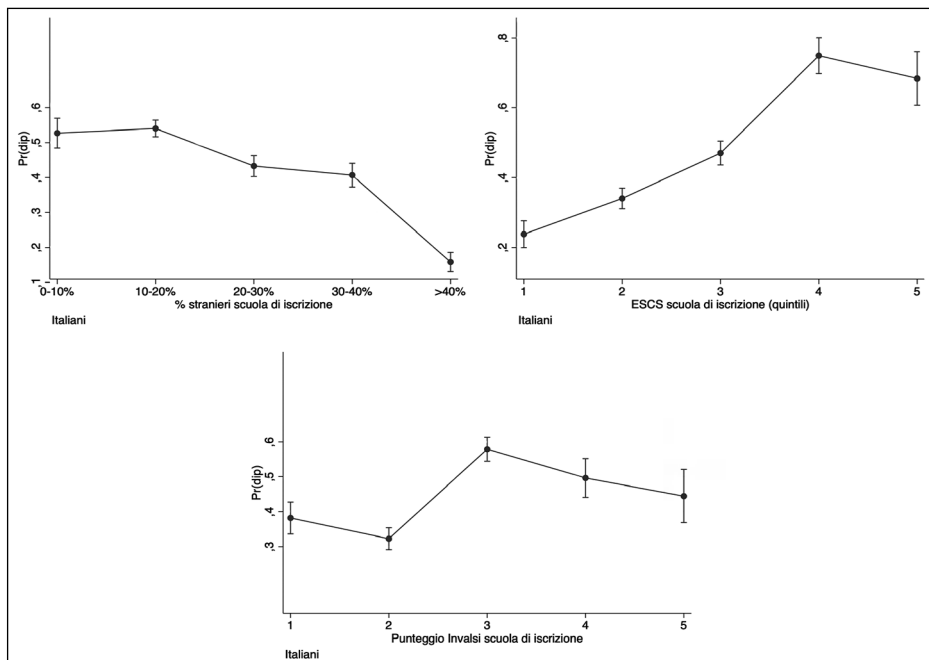 Pr(dip)
,6
,5
,4
,3
,2
,1
0-10% 10-20% 20-30% 30-40% >40%
% stranieri scuola di iscrizione
Italiani
Pr(dip)
,8
,6
,4
,2
1 2 3 4 5
ESCS scuola di iscrizione (quintili)
Italiani
Pr(dip)
,6
,5
,4
,3
1 2 3 4 5
Punteggio Invalsi scuola di iscrizione
Italiani